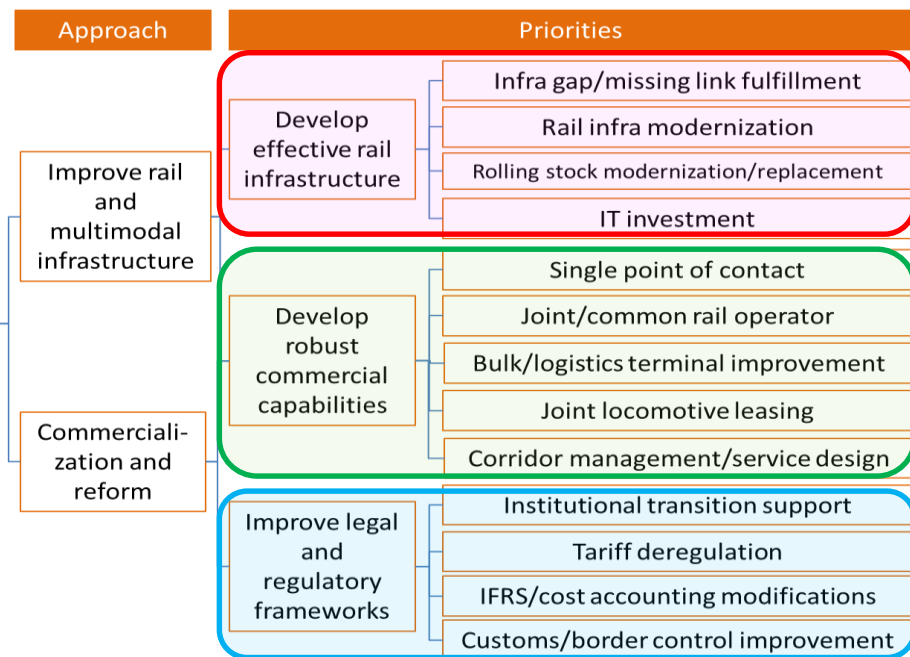 Approach
Priorities
Improve rail
and
multimodal
infrastructure
Commerciali-
zation and
reform
Develop
effective rail
infrastructure
Infra gap/missing link fulfillment
Rail infra modernization
Rolling stock modernization/replacement
IT investment
Develop
robust
commercial
capabilities
Single point of contact
Joint/common rail operator
Bulk/logistics terminal improvement
Joint locomotive leasing
Corridor management/service design
Improve legal
and
regulatory
frameworks
Institutional transition support
Tariff deregulation
IFRS/cost accounting modifications
Customs/border control improvement